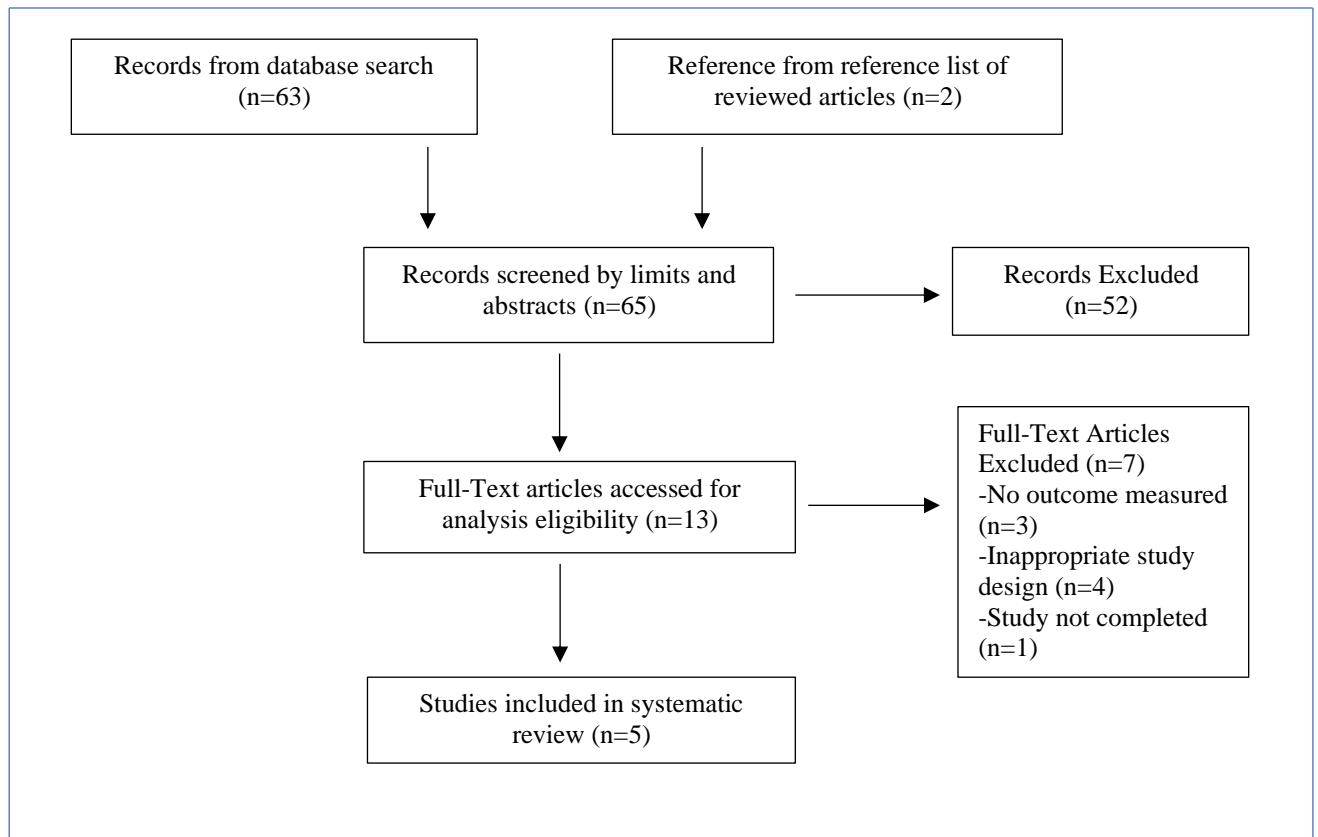 Records from database search
(n=63)
Reference from reference list of
reviewed articles (n=2)
Records screened by limits and
abstracts (n=65)
Records Excluded
(n=52)
Full-Text articles accessed for
analysis eligibility (n=13)
Full-Text Articles
Excluded (n=7)
-No outcome measured
(n=3)
-Inappropriate study
design (n=4)
-Study not completed
(n=1)
Studies included in systematic
review (n=5)